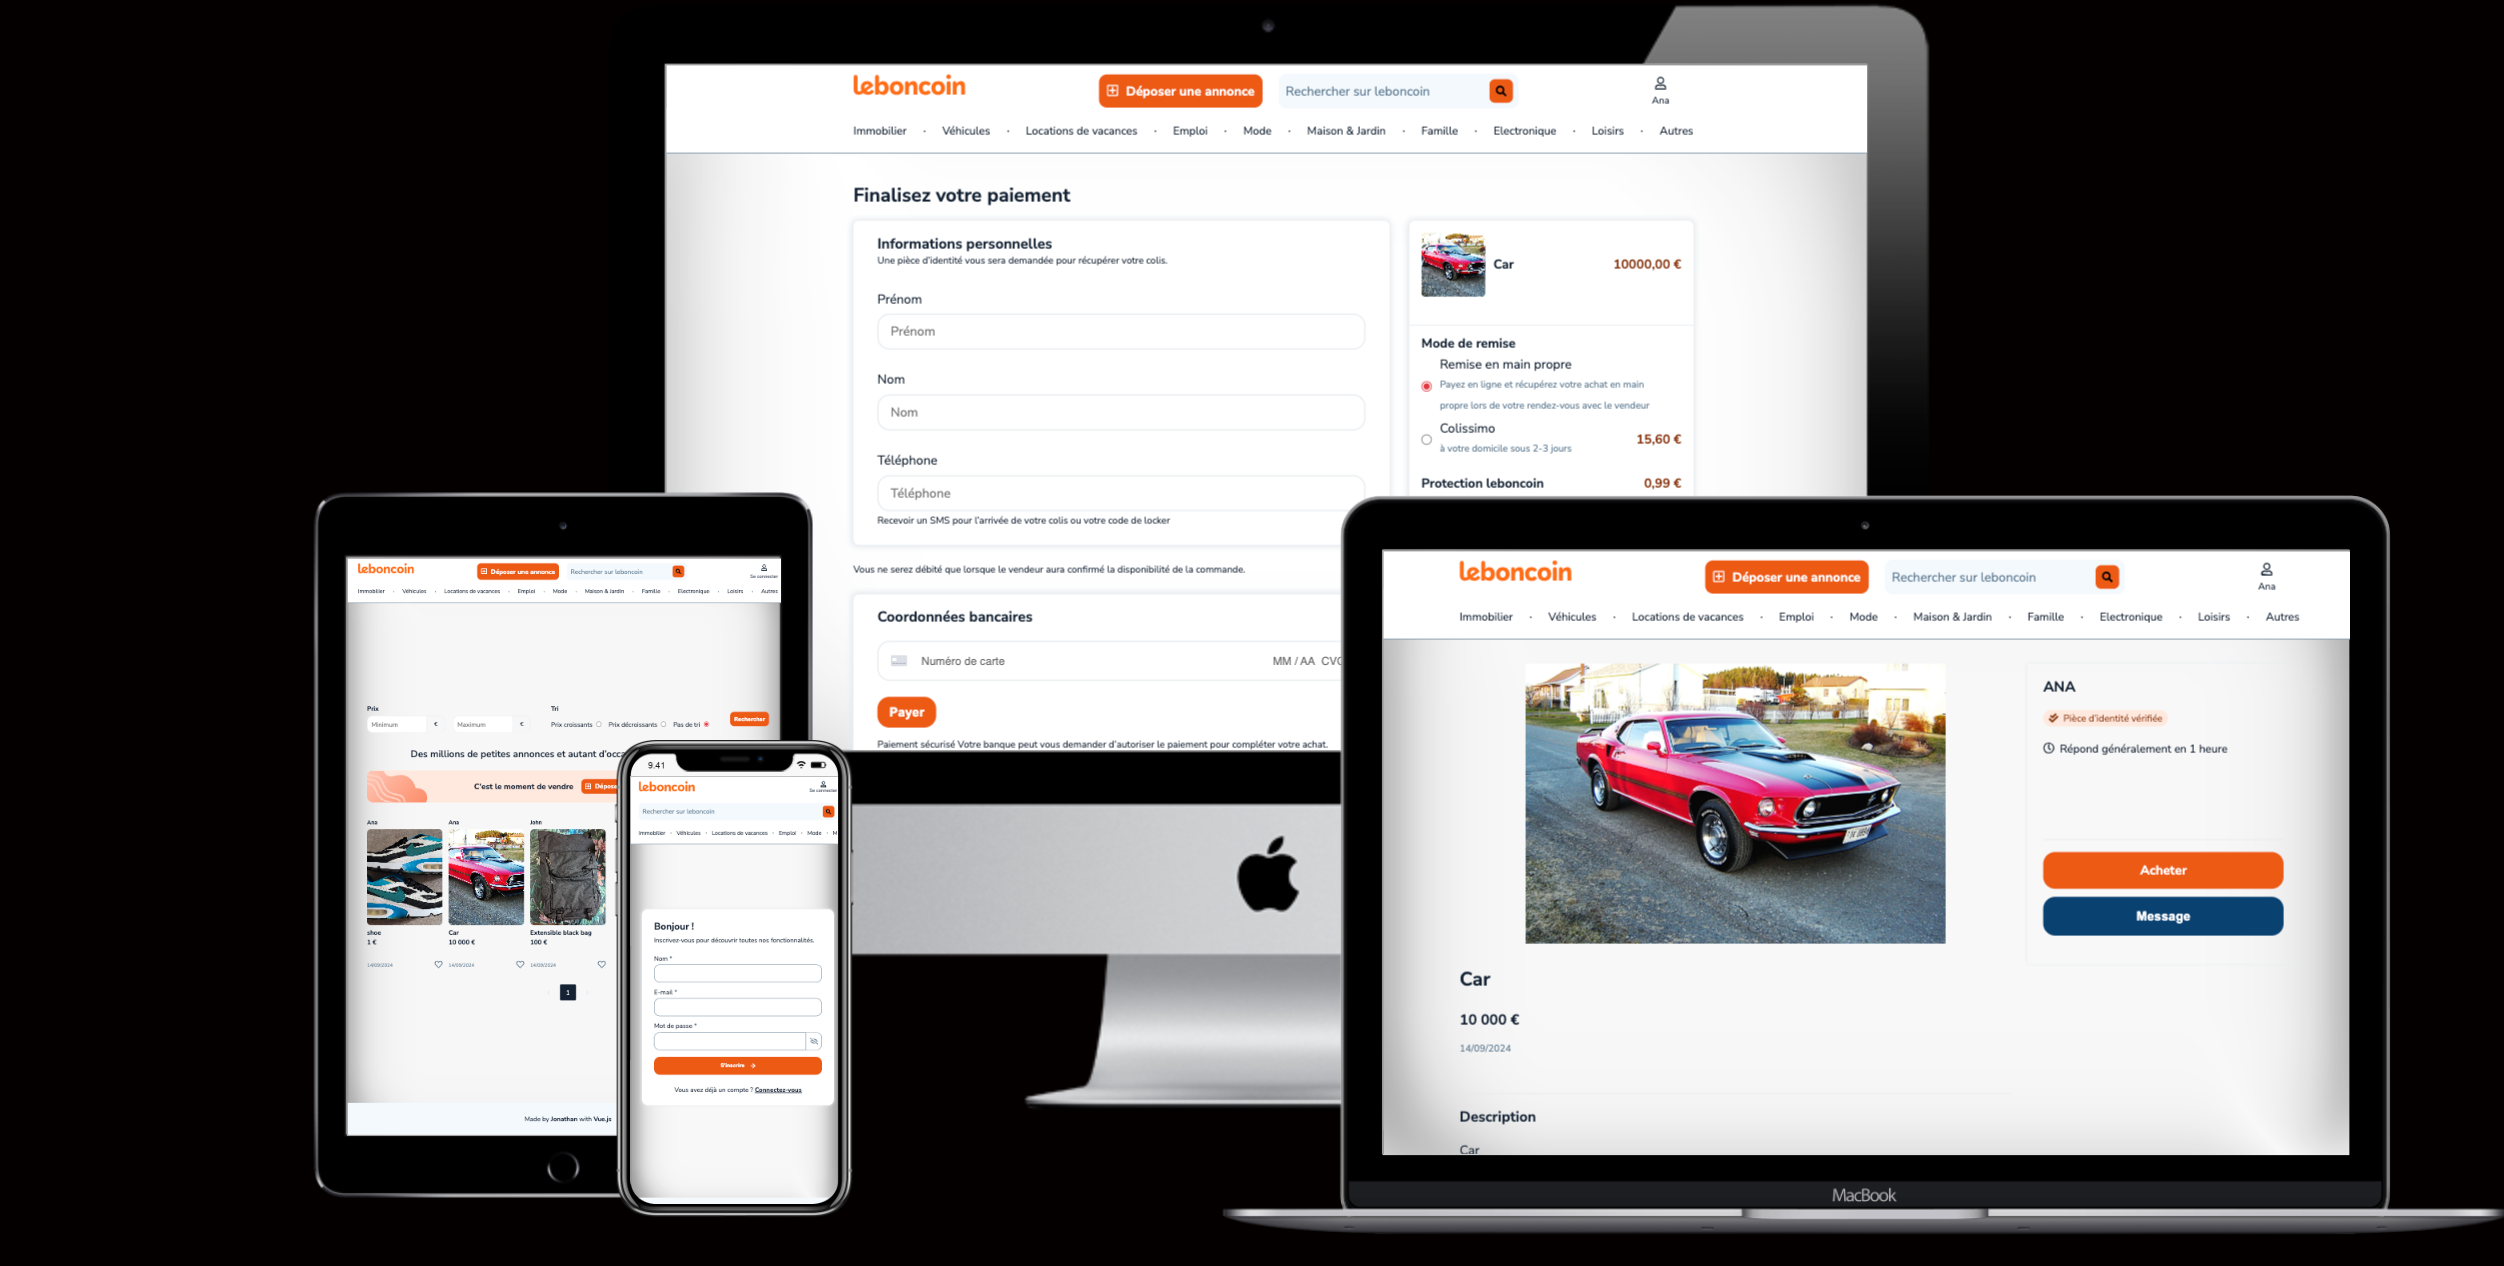 leboncoin
Déposer une annonce
Rechercher sur leboncoin
Ana
Immobilier · Véhicules · Locations de vacances · Emploi · Mode · Maison & Jardin · Famille · Electronique · Loisirs · Autres
Finalisez votre paiement
Informations personnelles
Une pièce d'identité vous sera demandée pour récupérer votre colis.
Prénom
Prénom
Nom
Nom
Téléphone
Téléphone
Recevoir un SMS pour l'arrivée de votre colis ou votre code de locker
Vous ne serez débité que lorsque le vendeur aura confirmé la disponibilité de la commande.
Coordonnées bancaires
Numéro de carte MM / AA CVC
Payer
Paiement sécurisé Votre banque peut vous demander d'autoriser le paiement pour compléter votre achat.
Car 10000,00 €
Mode de remise
Remise en main propre
Payez en ligne et récupérez votre achat en main
propre lors de votre rendez-vous avec le vendeur
Colissimo
15,60 €
à votre domicile sous 2-3 jours
Protection leboncoin 0,99 €
leboncoin
Déposer une annonce
Rechercher sur leboncoin
Se connecter
Immobilier · Véhicules · Locations de vacances · Emploi · Mode · Maison & Jardin · Famille · Electronique · Loisirs · Autres
Prix
Minimum €
Maximum €
Tri
Prix croissants Prix décroissants Pas de tri
Rechercher
Des millions de petites annonces et autant d'occa
C'est le moment de vendre
Dépose
Ana
shoe
1 €
14/09/2024
Ana
Car
10 000 €
14/09/2024
John
Extensible black bag
100 €
14/09/2024
1
Made by Jonathan with Vue.js
9:41
leboncoin
Se connecter
Rechercher sur leboncoin
Immobilier · Véhicules · Locations de vacances · Emploi · Mode · M
Bonjour !
Inscrivez-vous pour découvrir toutes nos fonctionnalités.
Nom *
E-mail *
Mot de passe *
S'inscrire →
Vous avez déjà un compte ? Connectez-vous
leboncoin
Déposer une annonce
Rechercher sur leboncoin
Ana
Immobilier · Véhicules · Locations de vacances · Emploi · Mode · Maison & Jardin · Famille · Electronique · Loisirs · Autres
ANA
Pièce d'identité vérifiée
Répond généralement en 1 heure
Acheter
Message
Car
10 000 €
14/09/2024
Description
Car
MacBook